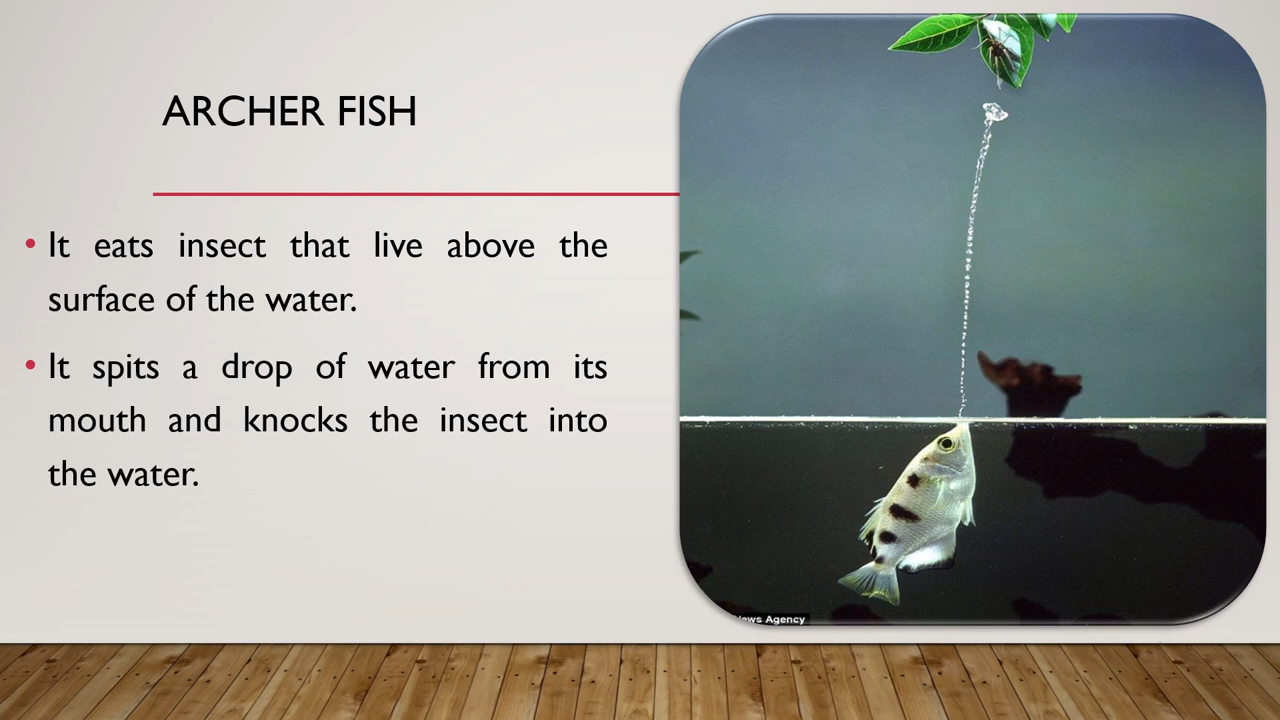 ARCHER FISH
• It eats insect that live above the
surface of the water.
• It spits a drop of water from its
mouth and knocks the insect into
the water.
Agency